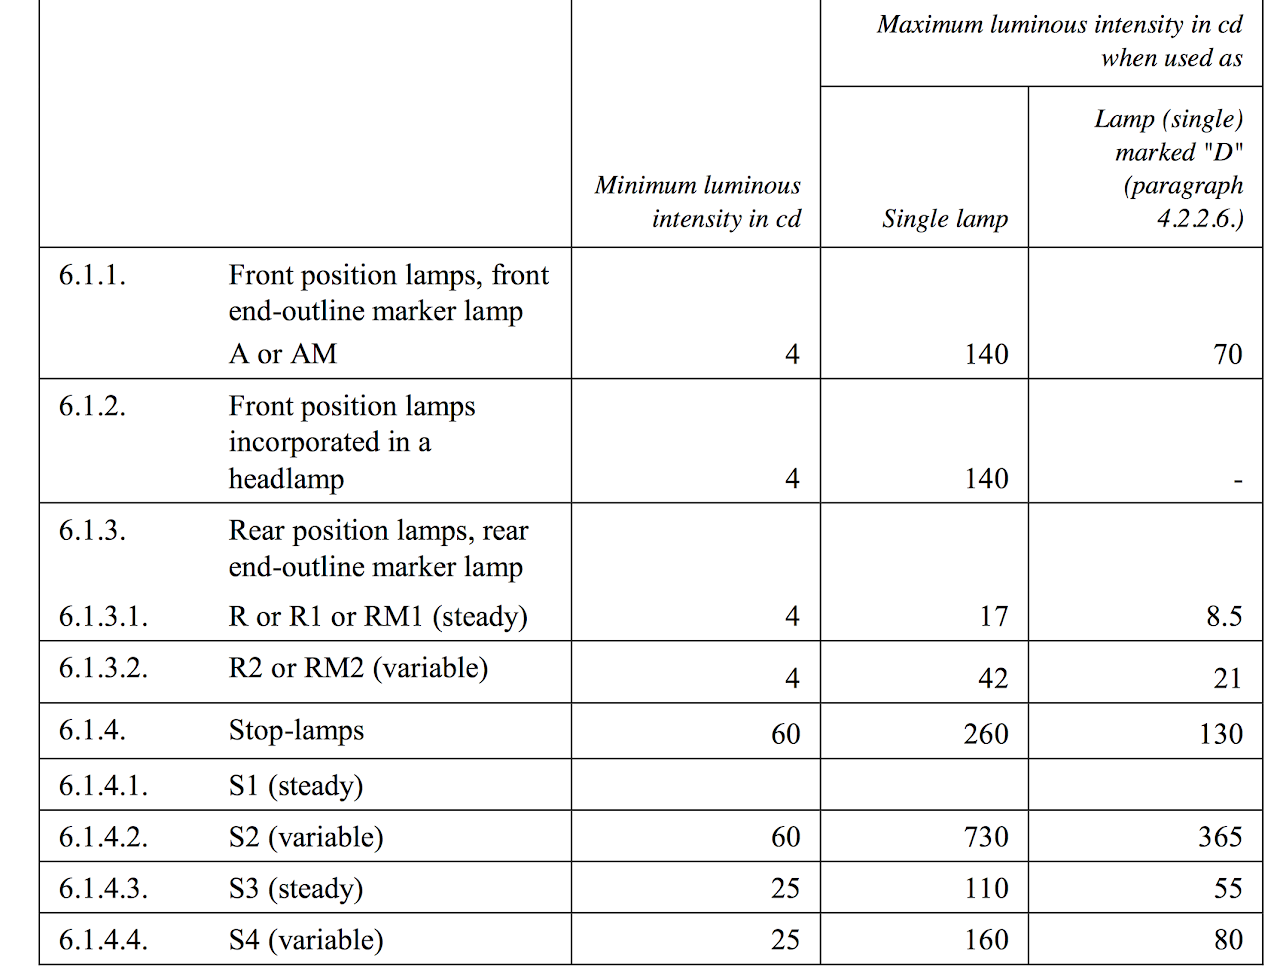 Maximum luminous intensity in cd
when used as
Minimum luminous
intensity in cd
Single lamp
Lamp (single)
marked "D"
(paragraph
4.2.2.6.)
6.1.1. Front position lamps, front
end-outline marker lamp
A or AM 4 140 70
6.1.2. Front position lamps
incorporated in a
headlamp 4 140 -
6.1.3. Rear position lamps, rear
end-outline marker lamp
6.1.3.1. R or R1 or RM1 (steady) 4 17 8.5
6.1.3.2. R2 or RM2 (variable) 4 42 21
6.1.4. Stop-lamps 60 260 130
6.1.4.1. S1 (steady)
6.1.4.2. S2 (variable) 60 730 365
6.1.4.3. S3 (steady) 25 110 55
6.1.4.4. S4 (variable) 25 160 80